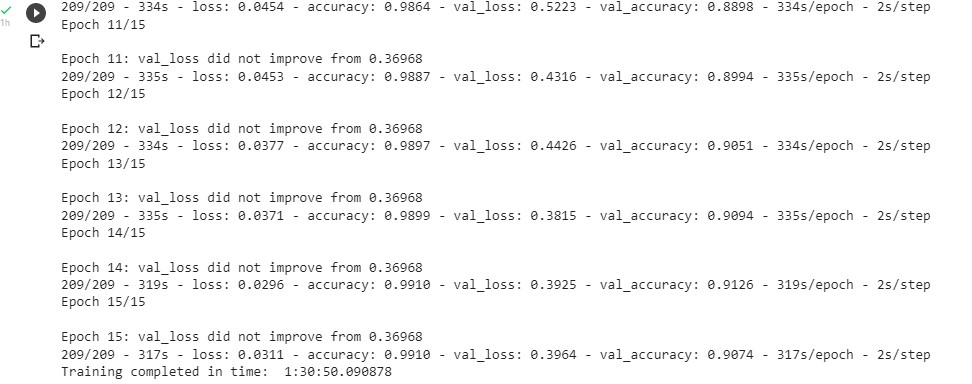 209/209 - 334s - loss: 0.0454 - accuracy: 0.9864 - val_loss: 0.5223 - val_accuracy: 0.8898 - 334s/epoch - 2s/step
1h
Epoch 11/15
Epoch 11: val_loss did not improve from 0.36968
209/209 - 335s - loss: 0.0453 - accuracy: 0.9887 - val_loss: 0.4316 - val_accuracy: 0.8994 - 335s/epoch - 2s/step
Epoch 12/15
Epoch 12: val_loss did not improve from 0.36968
209/209 - 334s - loss: 0.0377 - accuracy: 0.9897 - val_loss: 0.4426 - val_accuracy: 0.9051 - 334s/epoch - 2s/step
Epoch 13/15
Epoch 13: val_loss did not improve from 0.36968
209/209 - 335s - loss: 0.0371 - accuracy: 0.9899 - val_loss: 0.3815 - val_accuracy: 0.9094 - 335s/epoch - 2s/step
Epoch 14/15
Epoch 14: val_loss did not improve from 0.36968
209/209 - 319s - loss: 0.0296 - accuracy: 0.9910 - val_loss: 0.3925 - val_accuracy: 0.9126 - 319s/epoch - 2s/step
Epoch 15/15
Epoch 15: val_loss did not improve from 0.36968
209/209 - 317s - loss: 0.0311 - accuracy: 0.9910 - val_loss: 0.3964 - val_accuracy: 0.9074 - 317s/epoch - 2s/step
Training completed in time:  1:30:50.090878